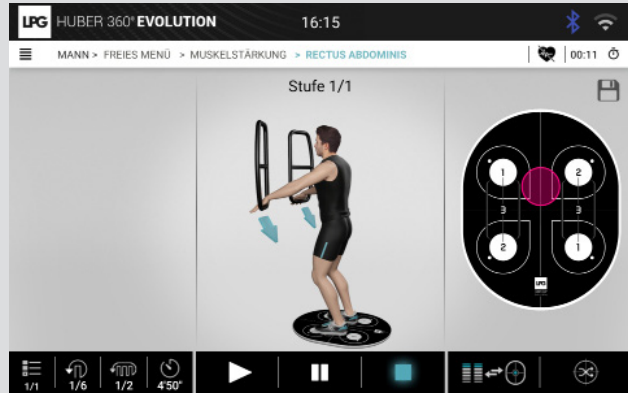 LPG HUBER 360° EVOLUTION 16:15
MANN > FREIES MENÜ > MUSKELSTÄRKUNG > RECTUS ABDOMINIS 00:11
Stufe 1/1
1 2
3 3
2 1
LPG
1/1 1/6 1/2 4'50"